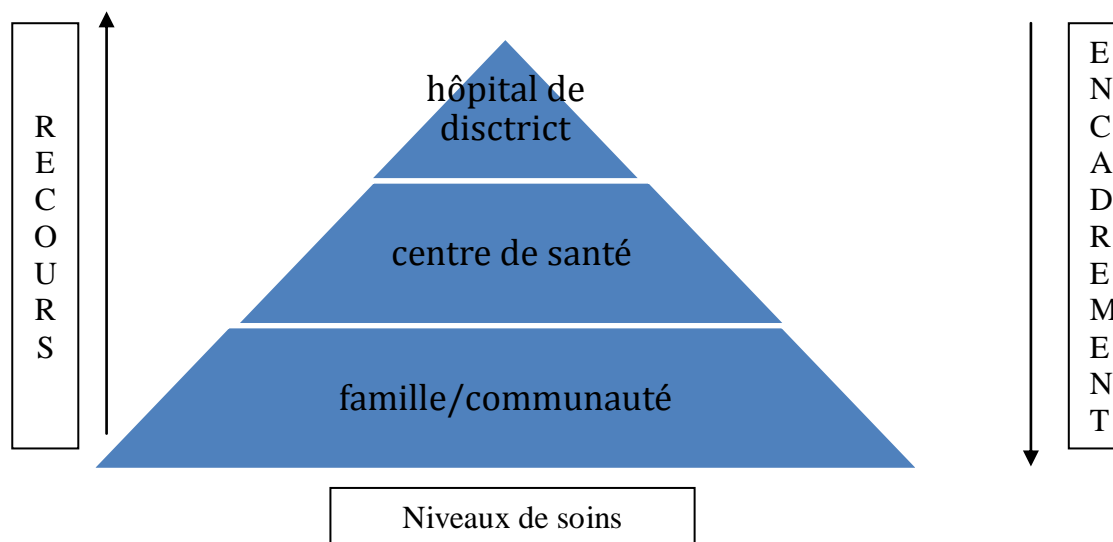 RECOURS
hôpital de
disctrict
centre de santé
famille/communauté
ENCADREMENT
Niveaux de soins